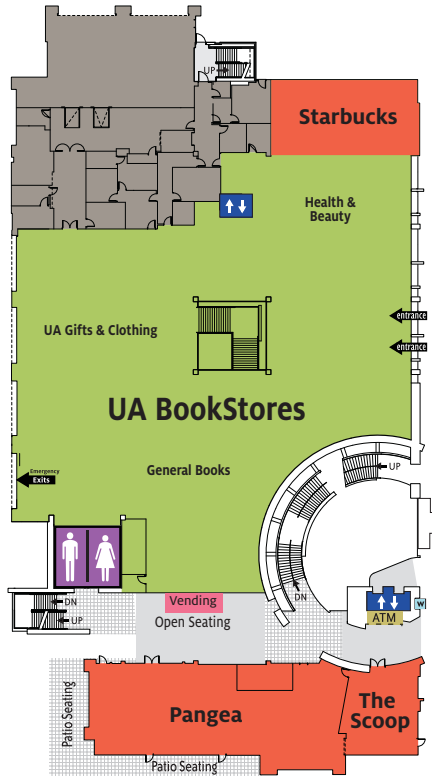 UP
Starbucks
Health &
Beauty
entrance
UA Gifts & Clothing
entrance
UA BookStores
General Books
UP
Emergency
Exits
DN
UP
Vending
Open Seating
DN
ATM
W
Patio Seating
Pangea
The
Scoop
Patio Seating